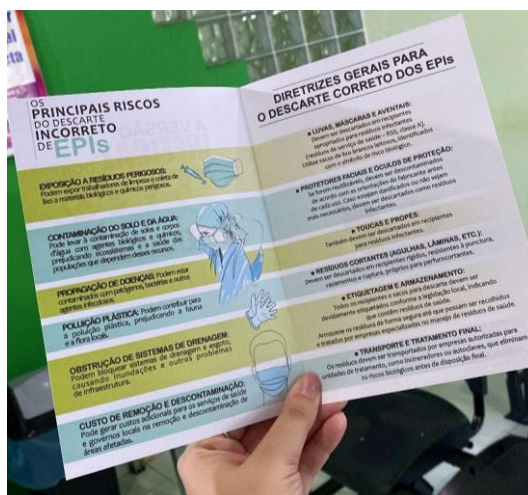 OS
PRINCIPAIS RISCOS
DO DESCARTE
INCORRETO
DE EPIs
EXPOSIÇÃO A RESÍDUOS PERIGOSOS:
Podem expor trabalhadores de limpeza e coleta de
lixo a materiais biológicos e químicos perigosos.
CONTAMINAÇÃO DO SOLO E DA ÁGUA:
Pode levar à contaminação de solos e corpos
d'água com agentes biológicos e químicos,
prejudicando ecossistemas e a saúde das
populações que dependem desses recursos.
PROPAGAÇÃO DE DOENÇAS: Podem estar
contaminados com patógenos, bactérias e outros
agentes infecciosos.
POLUIÇÃO PLÁSTICA: Podem contribuir para
a poluição plástica, prejudicando a fauna
e a flora locais.
OBSTRUÇÃO DE SISTEMAS DE DRENAGEM:
Podem bloquear sistemas de drenagem e esgoto,
causando inundações e outros problemas
de infraestrutura.
CUSTO DE REMOÇÃO E DESCONTAMINAÇÃO:
Pode gerar custos adicionais para os serviços de saúde
e governos locais na remoção e descontaminação de
áreas afetadas.
DIRETRIZES GERAIS PARA
O DESCARTE CORRETO DOS EPIs
• LUVAS, MÁSCARAS E AVENTAIS:
Devem ser descartados em recipientes
apropriados para resíduos infectantes
(resíduos de serviço de saúde – RSS, classe A).
Utilize sacos de lixo brancos leitosos, identificados
com o símbolo de risco biológico.
• PROTETORES FACIAIS E ÓCULOS DE PROTEÇÃO:
Se forem reutilizáveis, devem ser descontaminados
de acordo com as orientações do fabricante antes
de cada uso. Caso estejam danificados ou não sejam
mais necessários, devem ser descartados como resíduos
infectantes.
• TOUCAS E PROPÉS:
Também devem ser descartados em recipientes
para resíduos infectantes.
• RESÍDUOS CORTANTES (AGULHAS, LÂMINAS, ETC.):
Devem ser descartados em recipientes rígidos, resistentes à punctura,
vazamentos e ruptura, próprios para perfurocortantes.
• ETIQUETAGEM E ARMAZENAMENTO:
Todos os recipientes e sacos para descarte devem ser
devidamente etiquetados conforme a legislação local, indicando
que contêm resíduos de saúde.
Armazene os resíduos de forma segura até que possam ser recolhidos
e tratados por empresas especializadas no manejo de resíduos de saúde.
• TRANSPORTE E TRATAMENTO FINAL:
Os resíduos devem ser transportados por empresas autorizadas para
unidades de tratamento, como incineradores ou autoclaves, que eliminam
os riscos biológicos antes da disposição final.